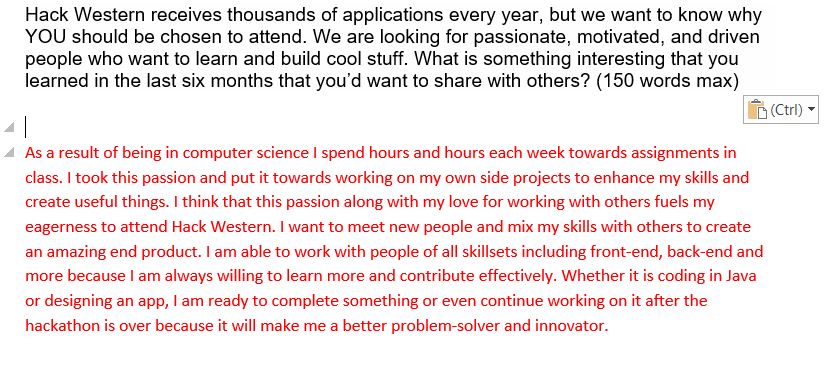 Hack Western receives thousands of applications every year, but we want to know why
YOU should be chosen to attend. We are looking for passionate, motivated, and driven
people who want to learn and build cool stuff. What is something interesting that you
learned in the last six months that you’d want to share with others? (150 words max)
(Ctrl)
As a result of being in computer science I spend hours and hours each week towards assignments in
class. I took this passion and put it towards working on my own side projects to enhance my skills and
create useful things. I think that this passion along with my love for working with others fuels my
eagerness to attend Hack Western. I want to meet new people and mix my skills with others to create
an amazing end product. I am able to work with people of all skillsets including front-end, back-end and
more because I am always willing to learn more and contribute effectively. Whether it is coding in Java
or designing an app, I am ready to complete something or even continue working on it after the
hackathon is over because it will make me a better problem-solver and innovator.